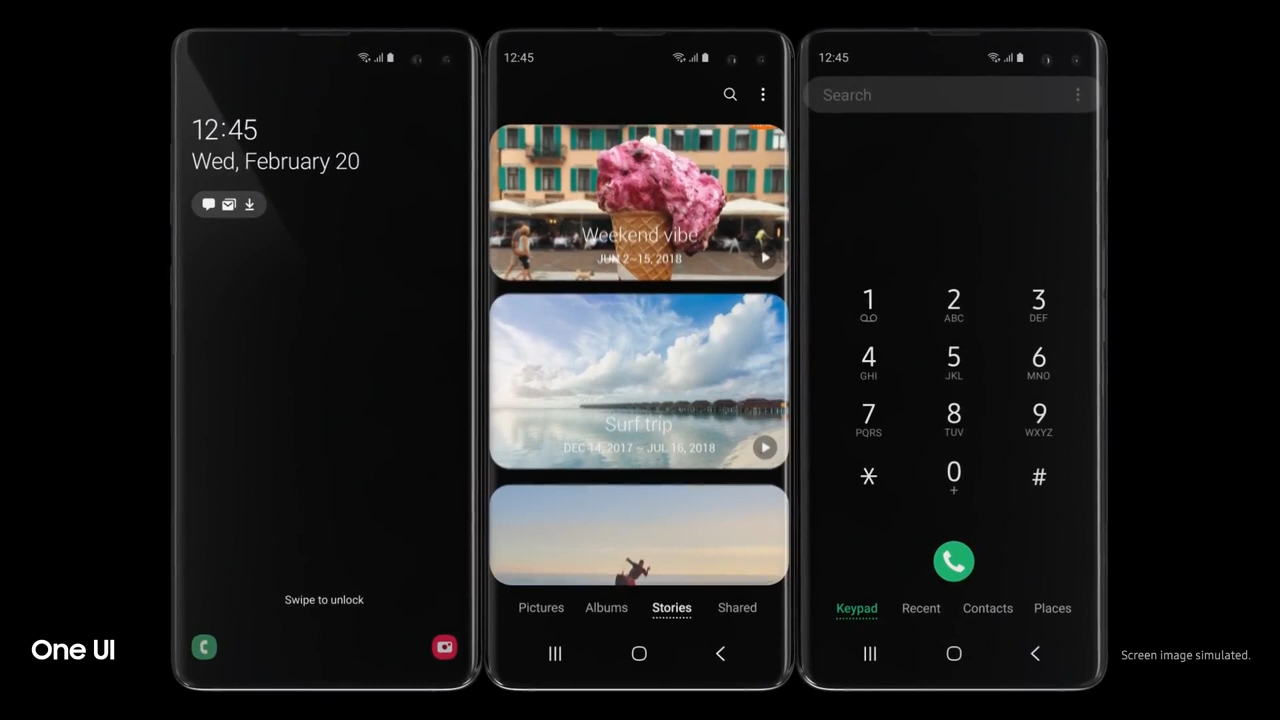 12:45
Wed, February 20
Swipe to unlock
12:45
Weekend vibe
JUN 2~15, 2018
Surf trip
DEC 14, 2017 ~ JUL 16, 2018
Pictures Albums Stories Shared
12:45
Search
1 2 3
ABC DEF
4 5 6
GHI JKL MNO
7 8 9
PQRS TUV WXYZ
* 0 #
+
Keypad Recent Contacts Places
One UI
Screen image simulated.